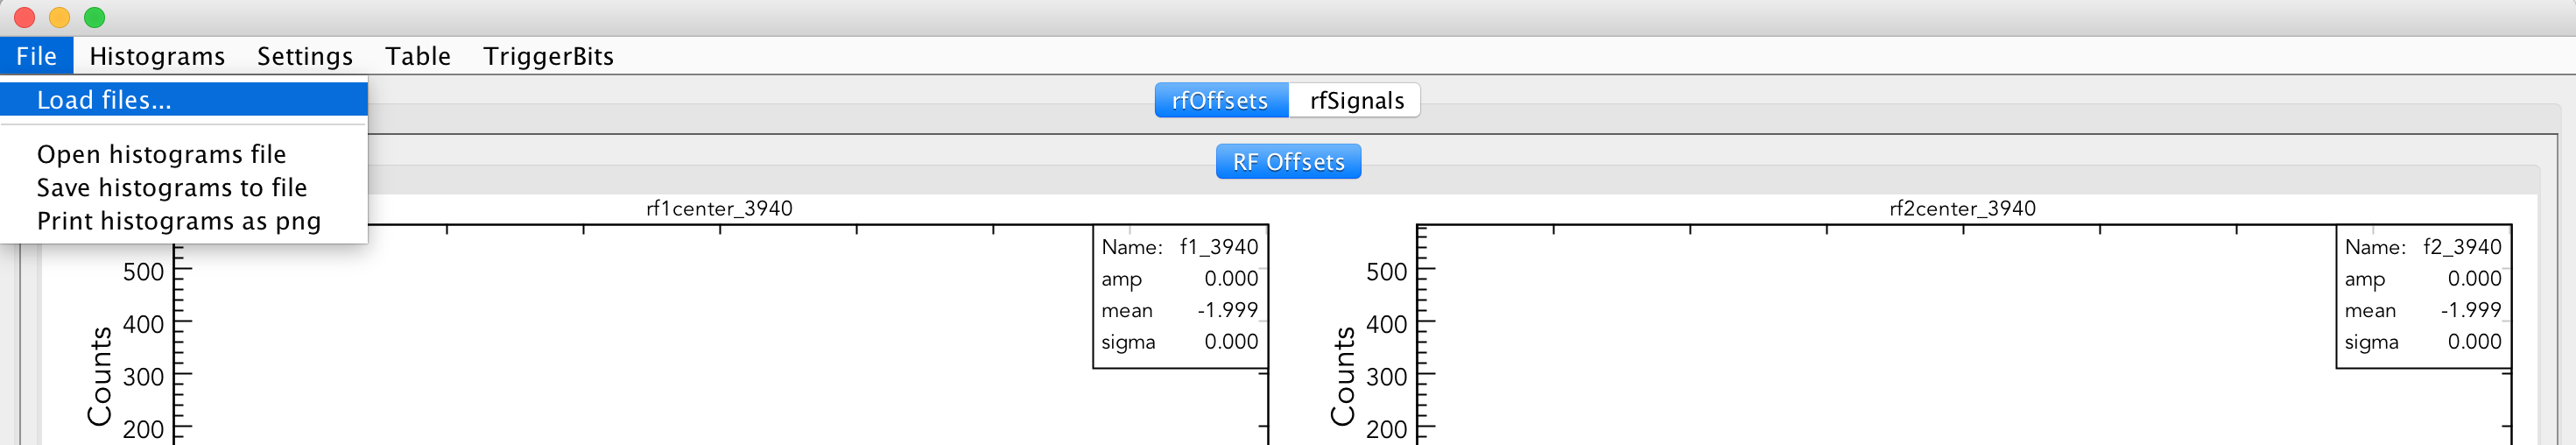 File Histograms Settings Table TriggerBits
Load files...
Open histograms file
Save histograms to file
Print histograms as png
rfOffsets rfSignals
RF Offsets
rf1center_3940
Name: f1_3940
amp 0.000
mean -1.999
sigma 0.000
Counts
500
400
300
200
rf2center_3940
Name: f2_3940
amp 0.000
mean -1.999
sigma 0.000
Counts
500
400
300
200